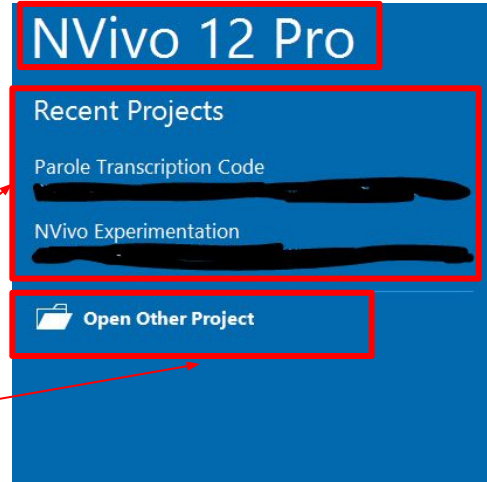 NVivo 12 Pro
Recent Projects
Parole Transcription Code
NVivo Experimentation
Open Other Project